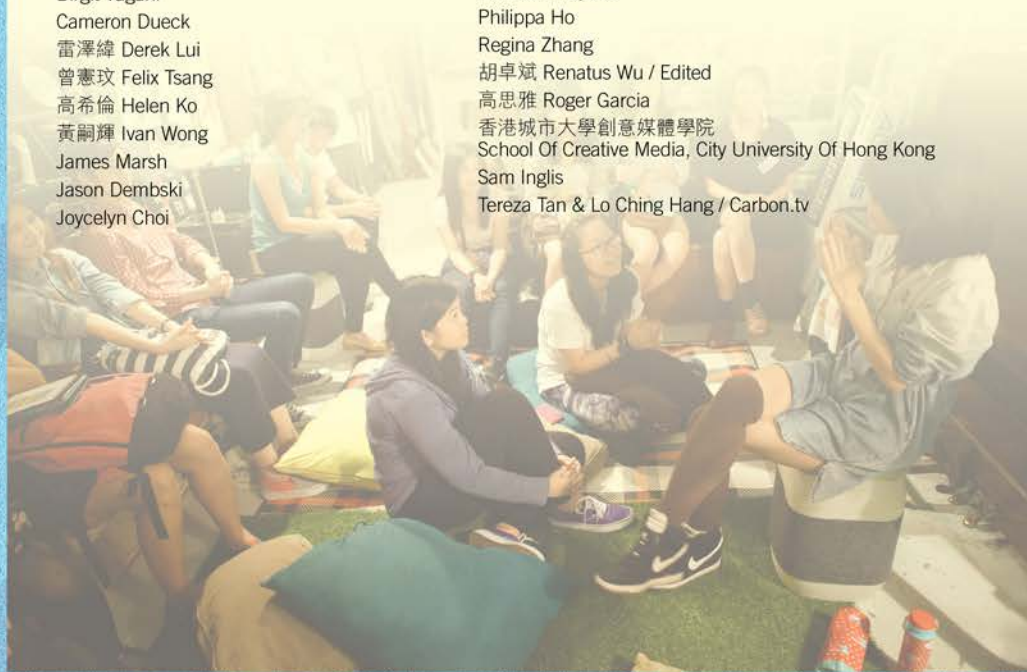 Cameron Dueck
雷澤緯 Derek Lui
曾憲玟 Felix Tsang
高希倫 Helen Ko
黃嗣輝 Ivan Wong
James Marsh
Jason Dembski
Joycelyn Choi
Philippa Ho
Regina Zhang
胡卓斌 Renatus Wu / Edited
高思雅 Roger Garcia
香港城市大學創意媒體學院
School Of Creative Media, City University Of Hong Kong
Sam Inglis
Tereza Tan & Lo Ching Hang / Carbon.tv